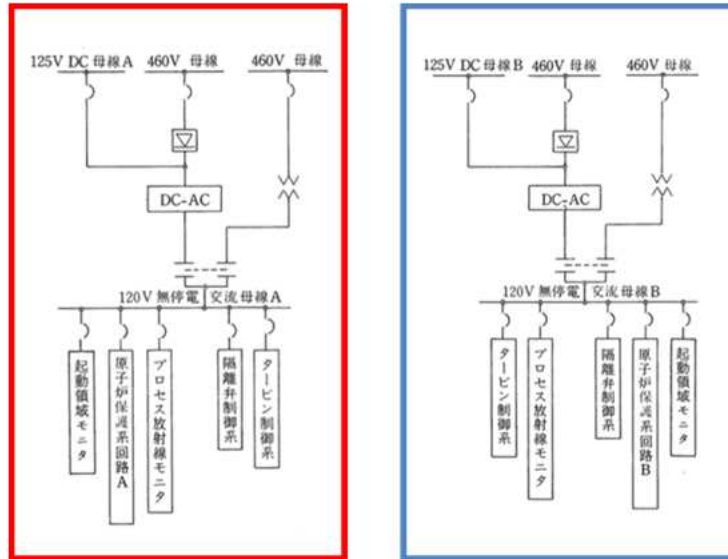 125V DC 母線A
460V 母線
460V 母線
DC-AC
120V 無停電 交流母線A
起動領域モニタ
原子炉保護系回路A
プロセス放射線モニタ
隔離弁制御系
タービン制御系
125V DC 母線B
460V 母線
460V 母線
DC-AC
120V 無停電 交流母線B
タービン制御系
プロセス放射線モニタ
隔離弁制御系
原子炉保護系回路B
起動領域モニタ